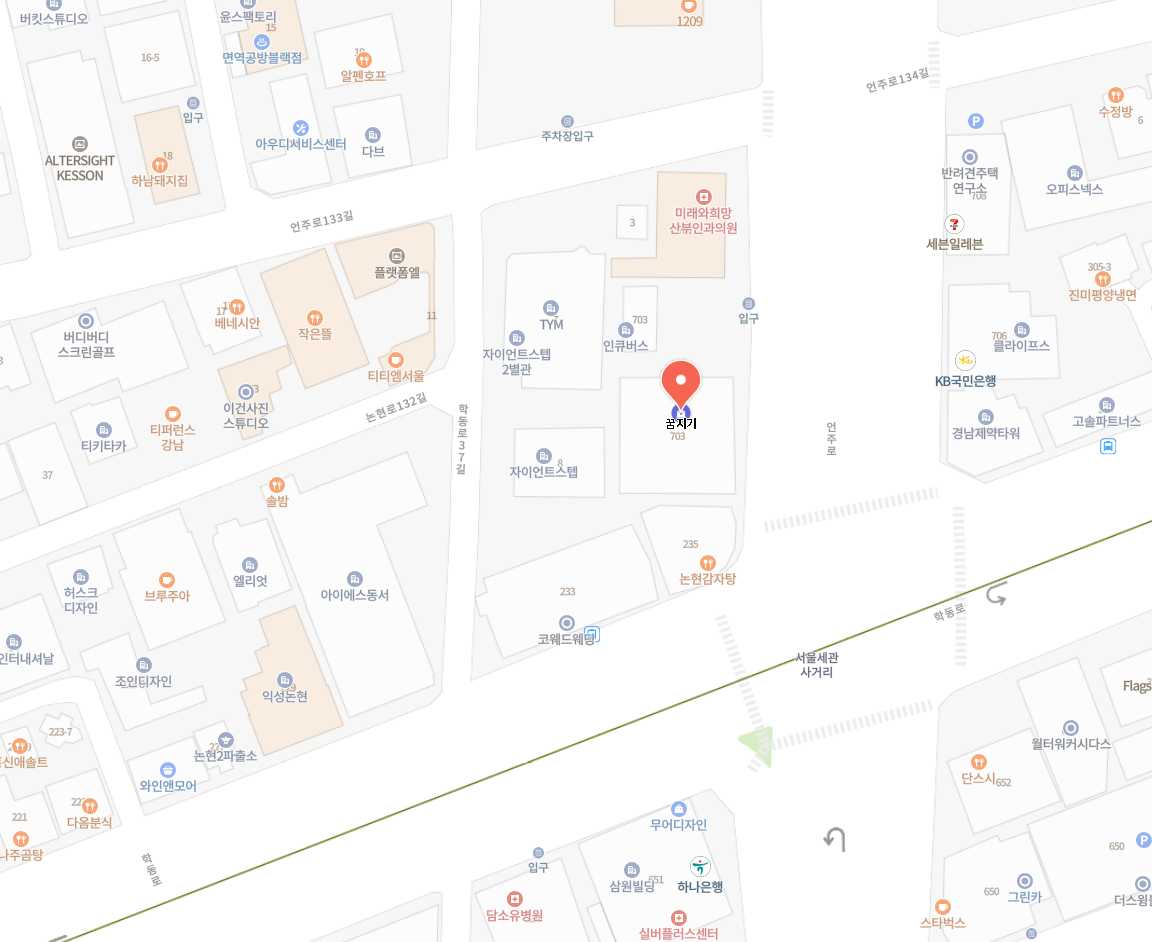 버킷스튜디오
윤스팩토리
15
면역공방블랙점
16-5
알펜호프
1209
언주로134길
입구
ALTERSIGHT
KESSON
18
하남돼지집
아우디서비스센터
다브
주차장입구
수정방
6
반려견주택
연구소
708
오피스넥스
세븐일레븐
언주로133길
3
미래와희망
산뷰인과의원
플랫폼엘
305-3
진미평양냉면
17
베네시안
작은뜰
11
TYM
703
인큐버스
입구
706
클라이프스
버디버디
스크린골프
자이언트스텝
2별관
KB국민은행
티티엠서울
3
이건사진
스튜디오
논현로132길
학동로37길
꿈지기
703
언주로
경남제약타워
고솔파트너스
티키타카
티퍼런스
강남
37
솔밤
8
자이언트스텝
235
논현감자탕
233
코웨드웨딩
허스크
디자인
브루주아
엘리엇
아이에스동서
학동로
서울세관
사거리
인터내셔날
조인디자인
익성논현
Flags
223-7
통신애솔트
논현2파출소
와인앤모어
월터워커시다스
단스시
652
221
다옴분식
나주곰탕
무어디자인
650
학동로
입구
삼원빌딩
651
하나은행
650
그린카
더스윙
담소유병원
실버플러스센터
스타벅스